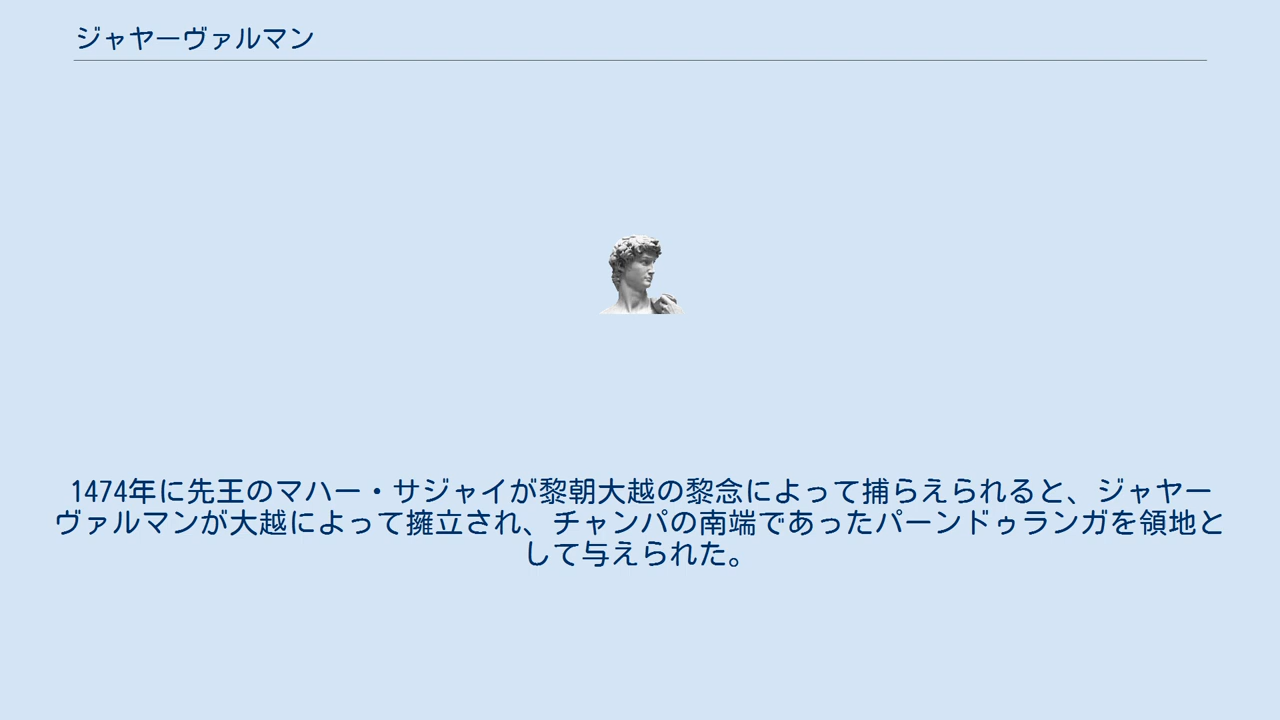 ジャヤーヴァルマン
1474年に先王のマハー・サジャイが黎朝大越の黎念によって捕らえられると、ジャヤー
ヴァルマンが大越によって擁立され、チャンパの南端であったパーンドゥランガを領地と
して与えられた。